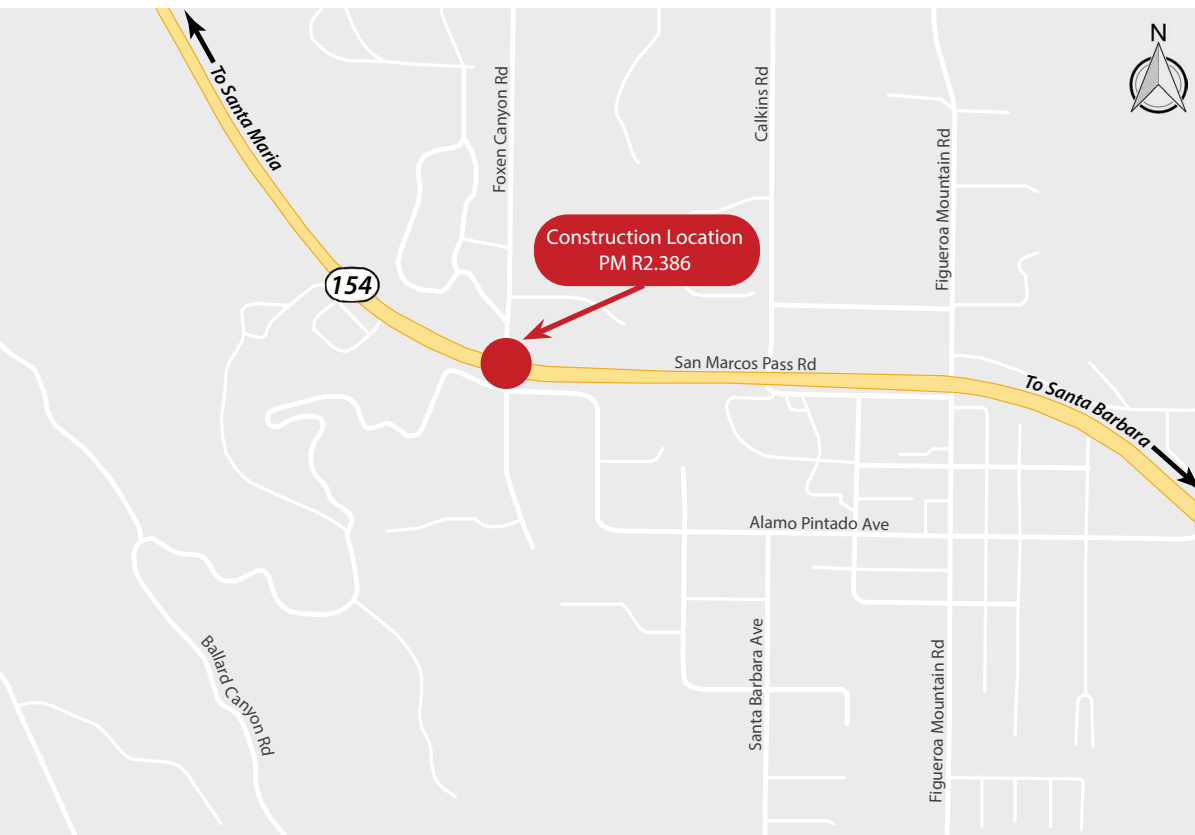 N
To Santa Maria
Foxen Canyon Rd
Calkins Rd
Figueroa Mountain Rd
Construction Location
PM R2.386
154
San Marcos Pass Rd
To Santa Barbara
Alamo Pintado Ave
Ballard Canyon Rd
Santa Barbara Ave
Figueroa Mountain Rd